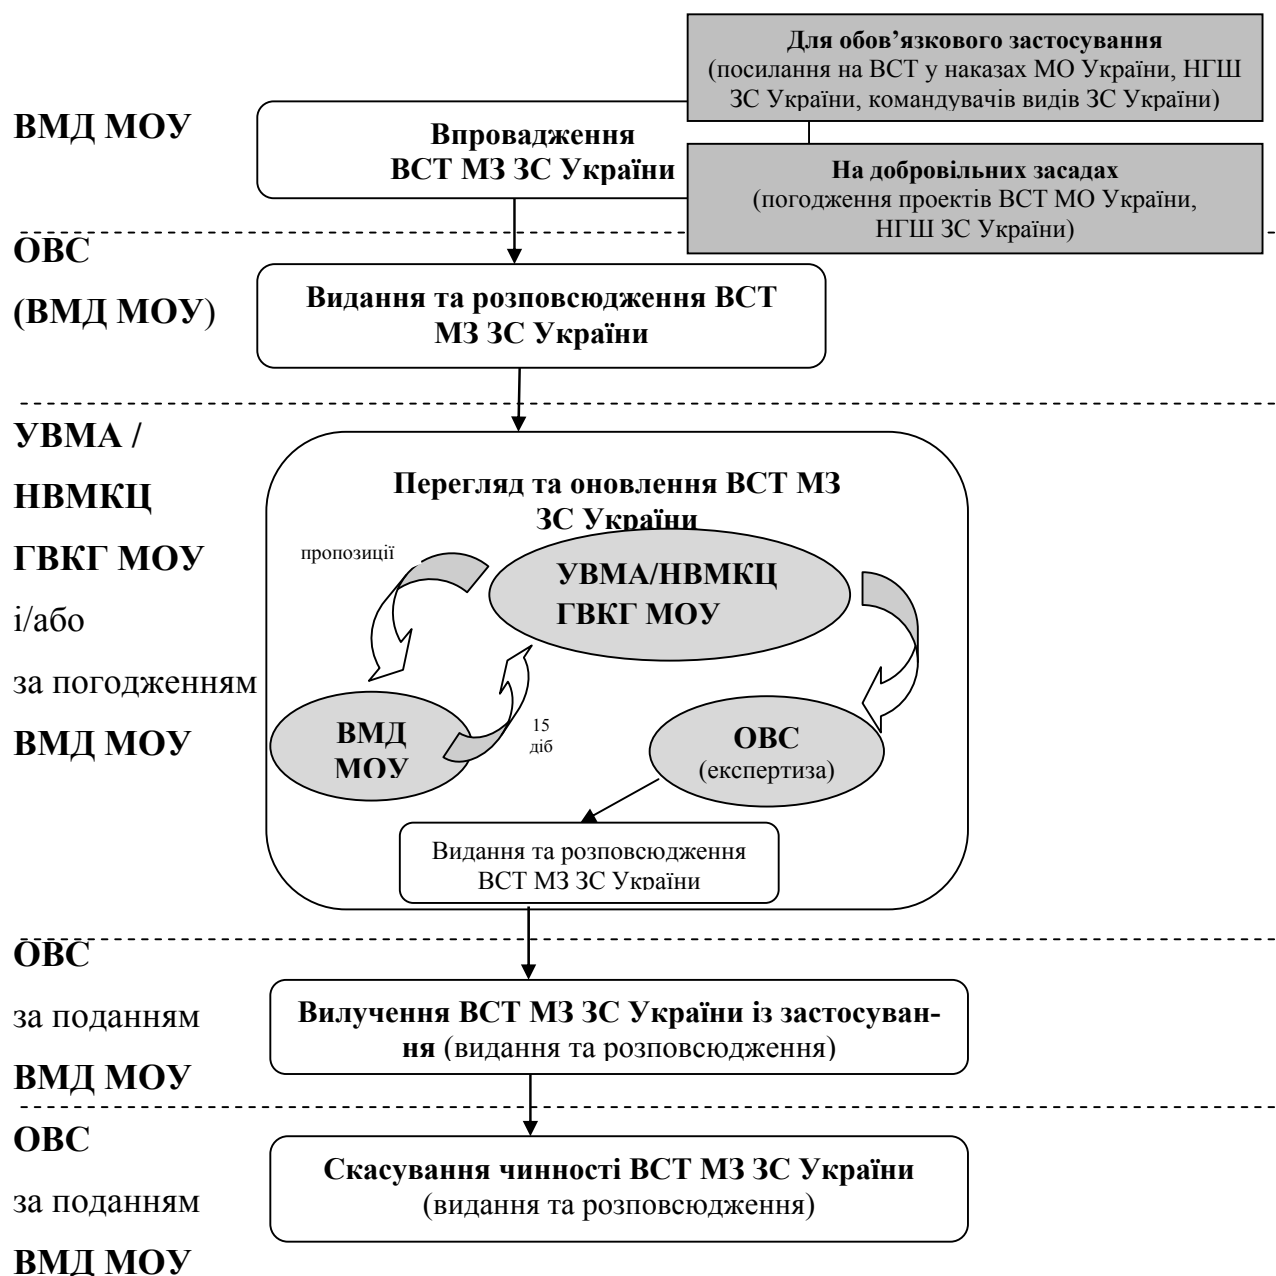 Для обов’язкового застосування
(посилання на ВСТ у наказах МО України, НГШ
ЗС України, командувачів видів ЗС України)
ВМД МОУ
Впровадження
ВСТ МЗ ЗС України
На добровільних засадах
(погодження проектів ВСТ МО України,
НГШ ЗС України)
ОВС
(ВМД МОУ)
Видання та розповсюдження ВСТ
МЗ ЗС України
УВМА /
НВМКЦ
ГВКГ МОУ
і/або
за погодженням
ВМД МОУ
Перегляд та оновлення ВСТ МЗ
ЗС України
пропозиції
УВМА/НВМКЦ
ГВКГ МОУ
ВМД
МОУ
15
діб
ОВС
(експертиза)
Видання та розповсюдження
ВСТ МЗ ЗС України
ОВС
за поданням
ВМД МОУ
Вилучення ВСТ МЗ ЗС України із застосуван-
ня (видання та розповсюдження)
ОВС
за поданням
ВМД МОУ
Скасування чинності ВСТ МЗ ЗС України
(видання та розповсюдження)